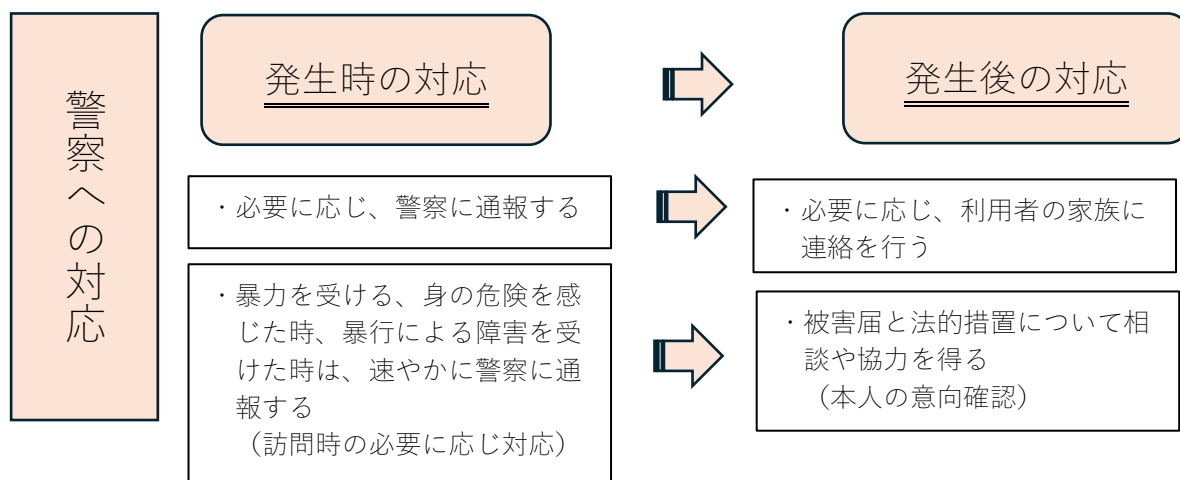 警察への対応
発生時の対応
発生後の対応
・必要に応じ、警察に通報する
・必要に応じ、利用者の家族に
連絡を行う
・暴力を受ける、身の危険を感
じた時、暴行による障害を受
けた時は、速やかに警察に通
報する
（訪問時の必要に応じ対応）
・被害届と法的措置について相
談や協力を得る
（本人の意向確認）